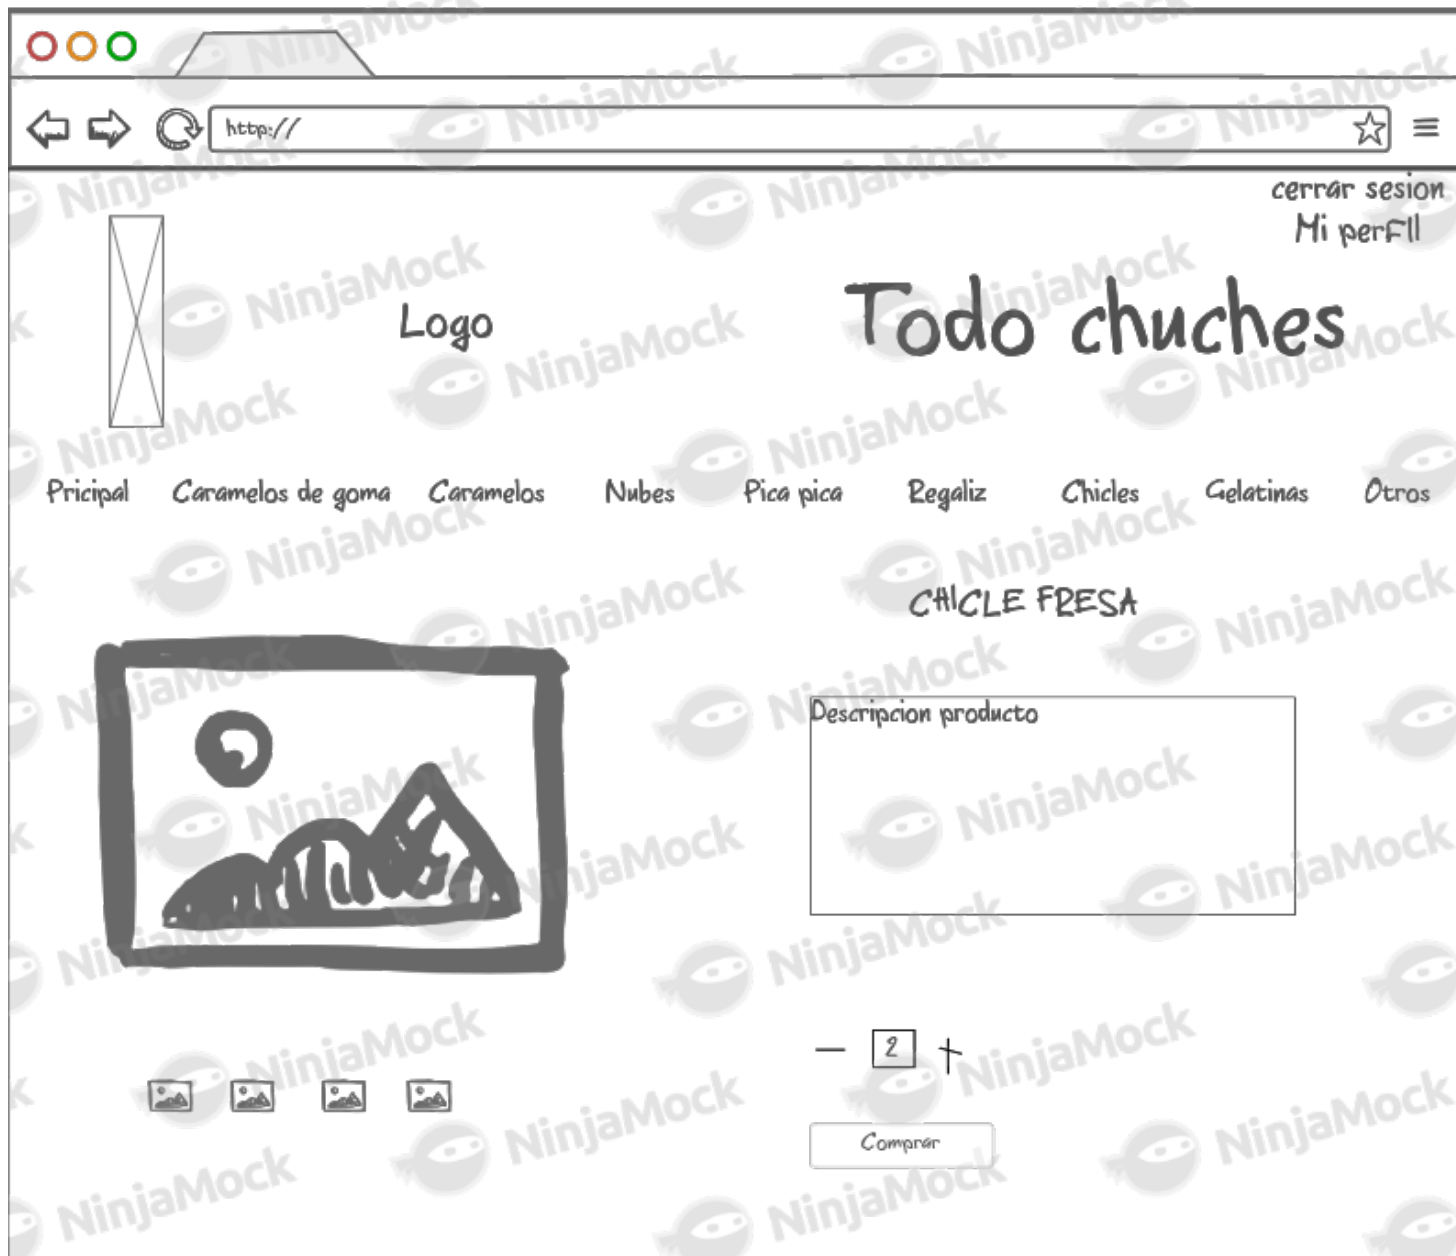 http://
cerrar sesion
Mi perfil
Logo
Todo chuches
Pricipal Caramelos de goma Caramelos Nubes Pica pica Regaliz Chicles Gelatinas Otros
CHICLE FRESA
Descripcion producto
2
Comprar
NinjaMock